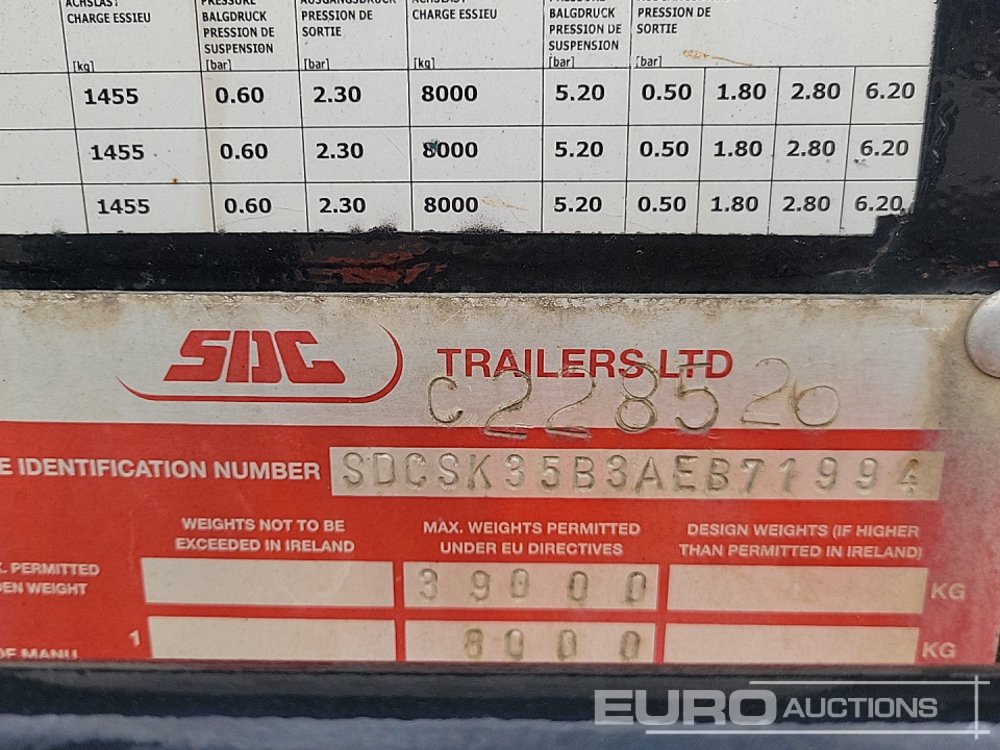 ACHSLAST
CHARGE ESSIEU
[kg]
PRESSURE
BALGDRUCK
PRESSION DE
SUSPENSION
[bar]
AUSGANGSDRUCK
PRESSION DE
SORTIE
[bar]
ACHSLAST
CHARGE ESSIEU
[kg]
PRESSURE
BALGDRUCK
PRESSION DE
SUSPENSION
[bar]
PRESSION DE
SORTIE
[bar]
1455 0.60 2.30 8000 5.20 0.50 1.80 2.80 6.20
1455 0.60 2.30 8000 5.20 0.50 1.80 2.80 6.20
1455 0.60 2.30 8000 5.20 0.50 1.80 2.80 6.20
SDC TRAILERS LTD
C228526
E IDENTIFICATION NUMBER SDCSK35B3AEB71994
WEIGHTS NOT TO BE
EXCEEDED IN IRELAND
MAX. WEIGHTS PERMITTED
UNDER EU DIRECTIVES
DESIGN WEIGHTS (IF HIGHER
THAN PERMITTED IN IRELAND)
. PERMITTED
DEN WEIGHT
39000 KG
1 8000 KG
OF MANU
EURO AUCTIONS